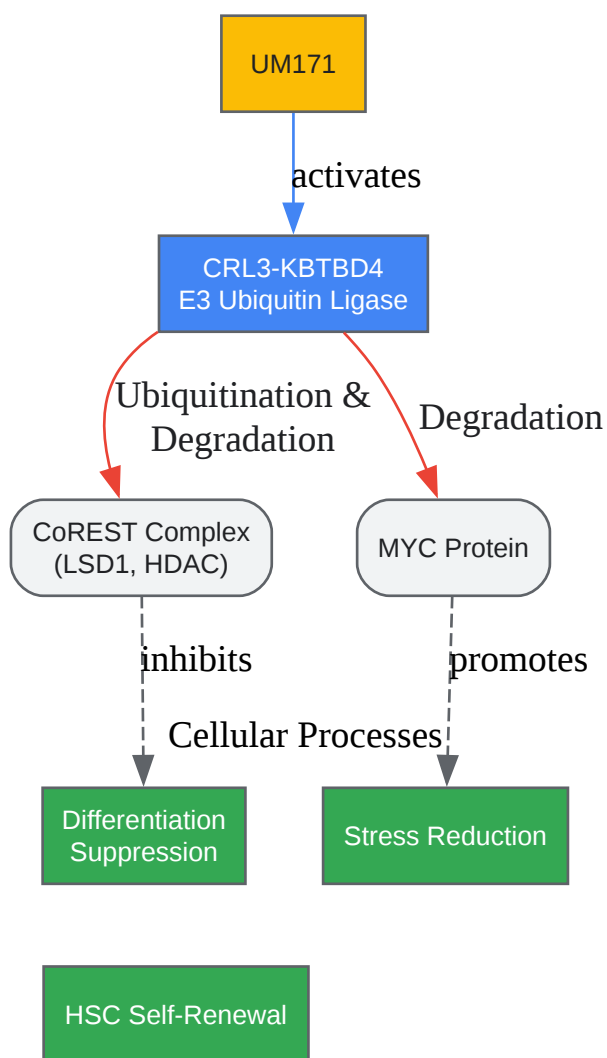 UM171
activates
CRL3-KBTBD4
E3 Ubiquitin Ligase
Ubiquitination &
Degradation
Degradation
CoREST Complex
(LSD1, HDAC)
MYC Protein
inhibits
promotes
Cellular Processes
Differentiation
Suppression
Stress Reduction
HSC Self-Renewal